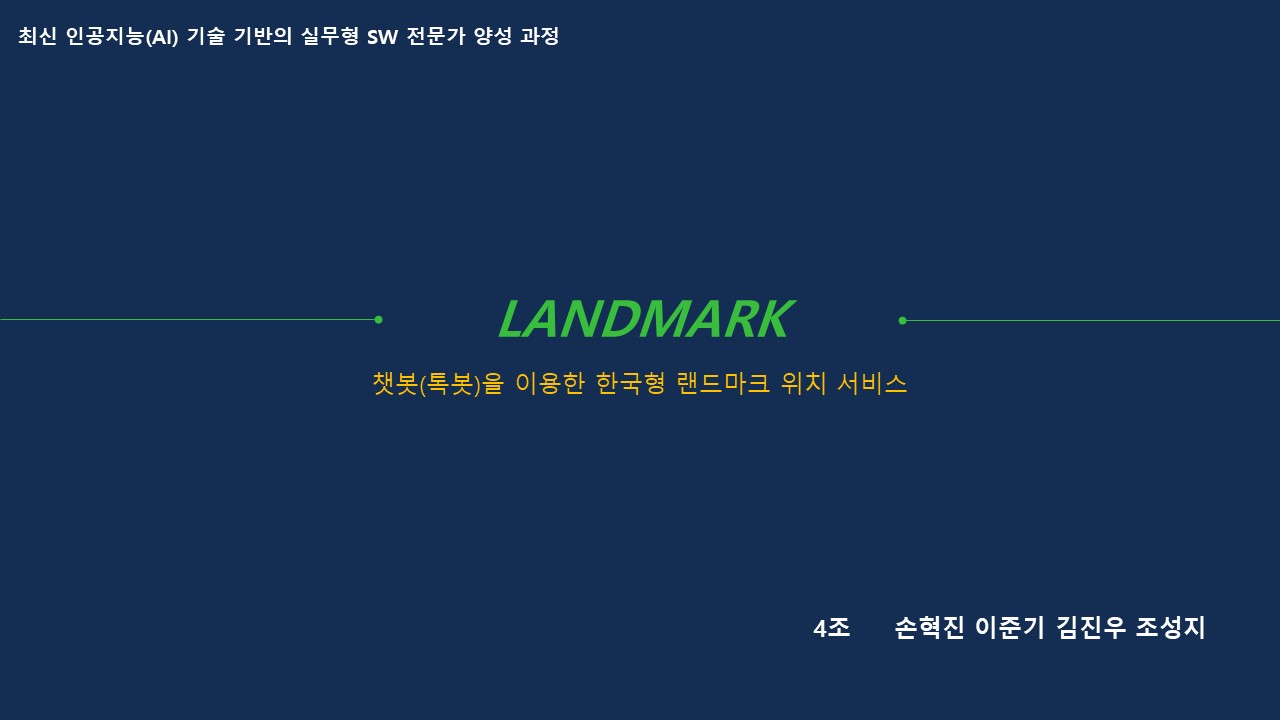 최신 인공지능(AI) 기술 기반의 실무형 SW 전문가 양성 과정
LANDMARK
챗봇(톡봇)을 이용한 한국형 랜드마크 위치 서비스
4조 손혁진 이준기 김진우 조성지